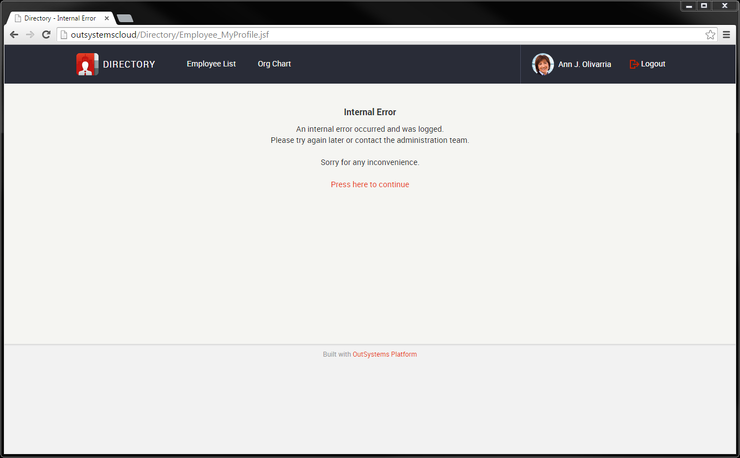 Directory - Internal Error
outsystemscloud/Directory/Employee_MyProfile.jsf
DIRECTORY Employee List Org Chart Ann J. Olivarria Logout
Internal Error
An internal error occurred and was logged.
Please try again later or contact the administration team.
Sorry for any inconvenience.
Press here to continue
Built with OutSystems Platform